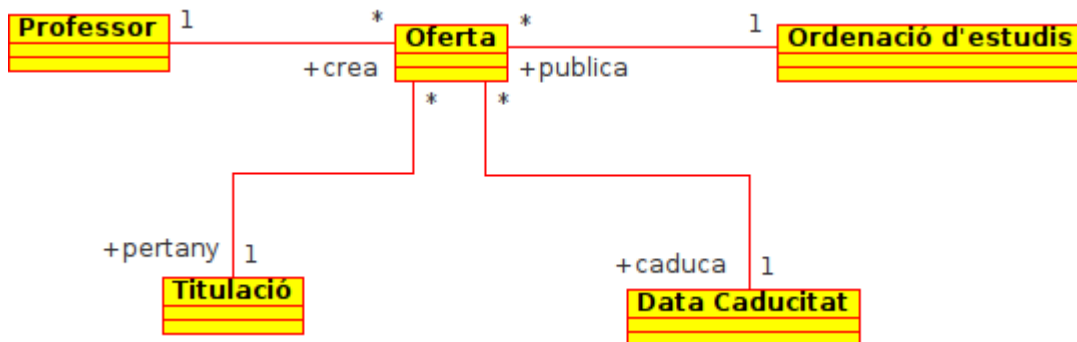 Professor
1
*
Oferta
*
1
Ordenació d'estudis
+crea
+publica
*
*
+pertany
1
+caduca
1
Titulació
Data Caducitat